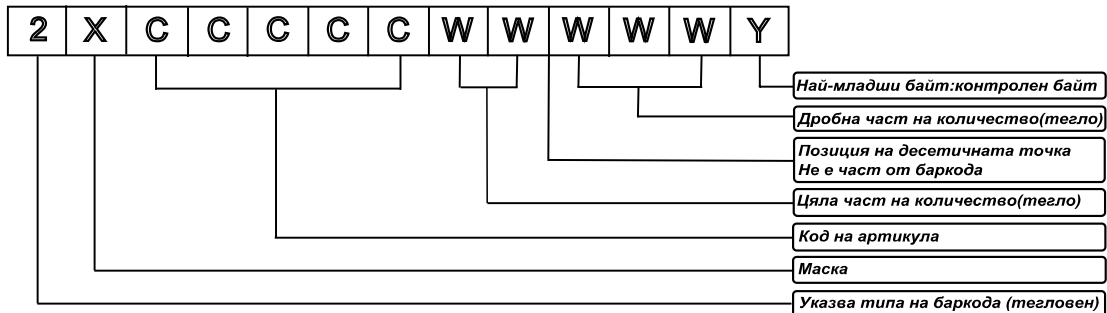 2 X C C C C C W W W W W Y
Най-младши байт:контролен байт
Дробна част на количество(тегло)
Позиция на десетичната точка
Не е част от баркода
Цяла част на количество(тегло)
Код на артикула
Маска
Указва типа на баркода (тегловен)